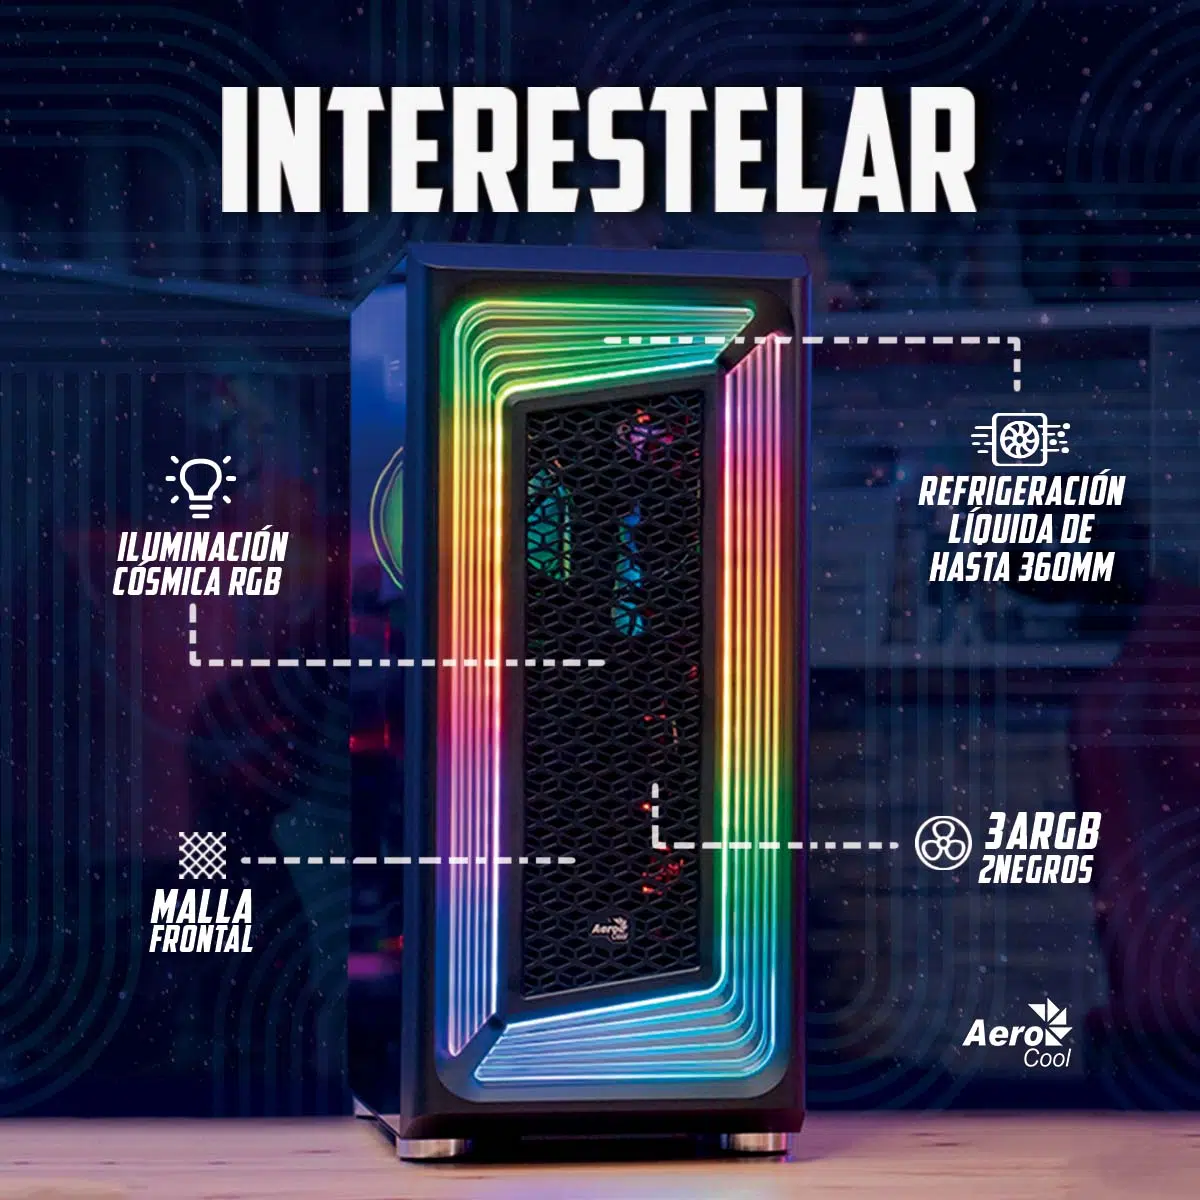 INTERESTELAR
ILUMINACIÓN
CÓSMICA RGB
REFRIGERACIÓN
LÍQUIDA DE
HASTA 360MM
MALLA
FRONTAL
3ARGB
2NEGROS
Aero
Cool
Aero
Cool